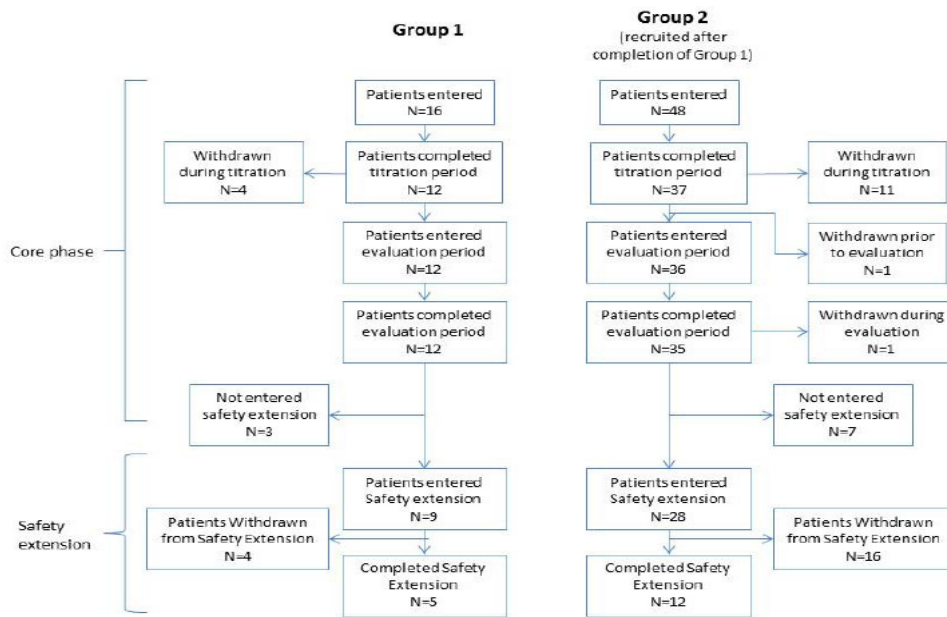 Group 1
Group 2
(recruited after
completion of Group 1)
Patients entered
N=16
Patients entered
N=48
Withdrawn
during titration
N=4
Patients completed
titration period
N=12
Patients completed
titration period
N=37
Withdrawn
during titration
N=11
Core phase
Patients entered
evaluation period
N=12
Patients entered
evaluation period
N=36
Withdrawn prior
to evaluation
N=1
Patients completed
evaluation period
N=12
Patients completed
evaluation period
N=35
Withdrawn during
evaluation
N=1
Not entered
safety extension
N=3
Not entered
safety extension
N=7
Patients entered
Safety extension
N=9
Patients entered
Safety extension
N=28
Safety
extension
Patients Withdrawn
from Safety Extension
N=4
Patients Withdrawn
from Safety Extension
N=16
Completed Safety
Extension
N=5
Completed Safety
Extension
N=12